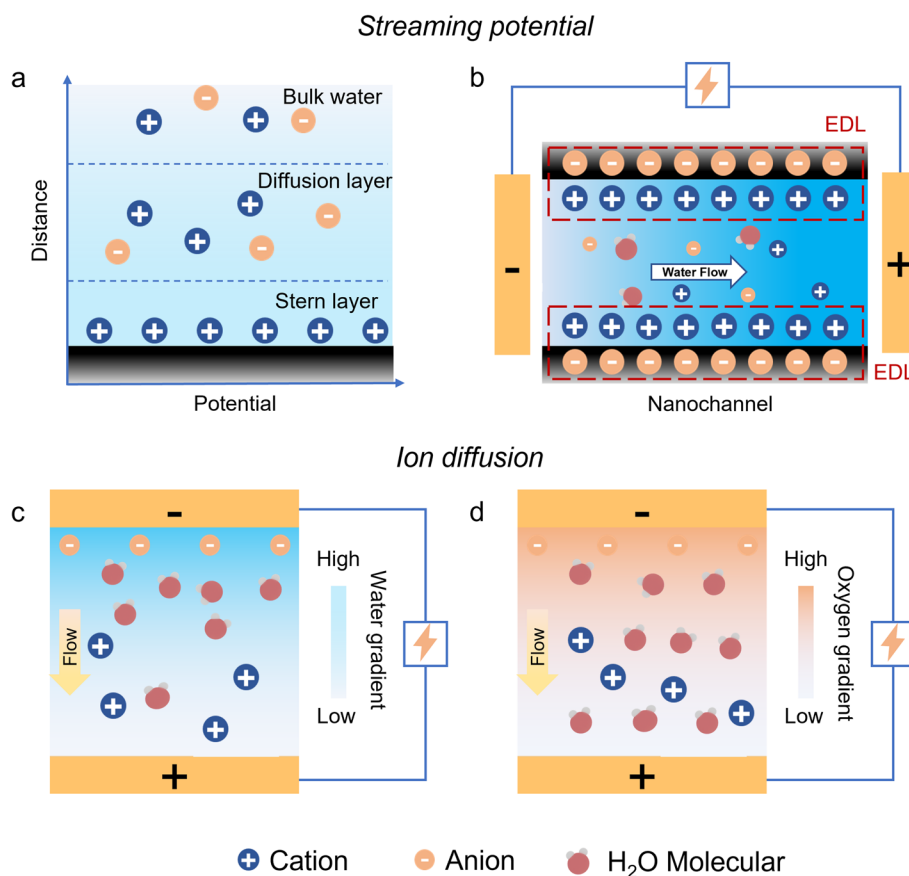 Streaming potential
a
Bulk water
Diffusion layer
Stern layer
Distance
Potential
b
EDL
-
+
Water Flow
EDL
Nanochannel
Ion diffusion
c
-
Flow
+
High
Low
Water gradient
d
-
Flow
+
High
Low
Oxygen gradient
+ Cation
- Anion
H₂O Molecular